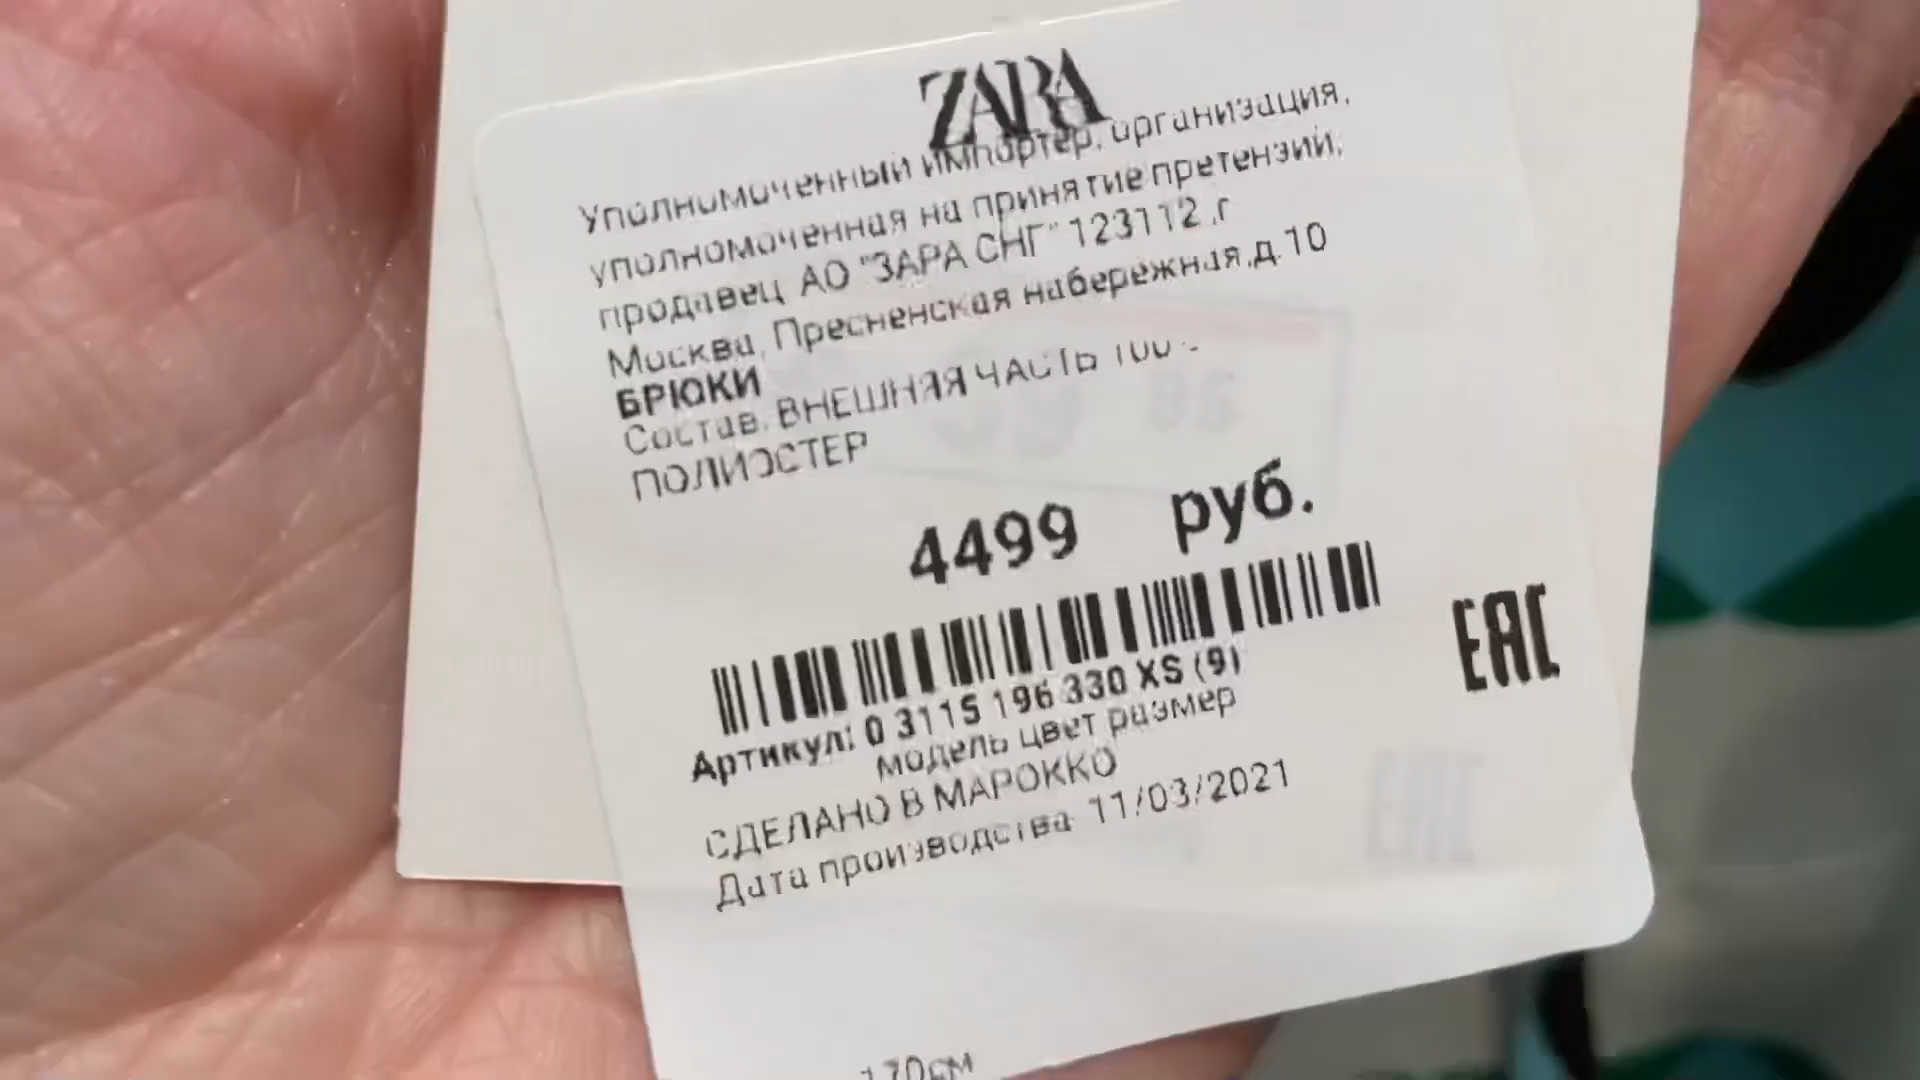 ZARA
Уполномоченный импортер, организация,
уполномоченная на принятие претензий,
продавец АО "ЗАРА СНГ" 123112 ,г
Москва, Пресненская набережная,д.10
БРЮКИ
Состав: ВНЕШНЯЯ ЧАСТЬ 100%
ПОЛИЭСТЕР
4499 руб.
Артикул: 0 3115 196 330 XS (9)
модель цвет размер
СДЕЛАНО В МАРОККО
Дата производства 11/03/2021
EAC
170см